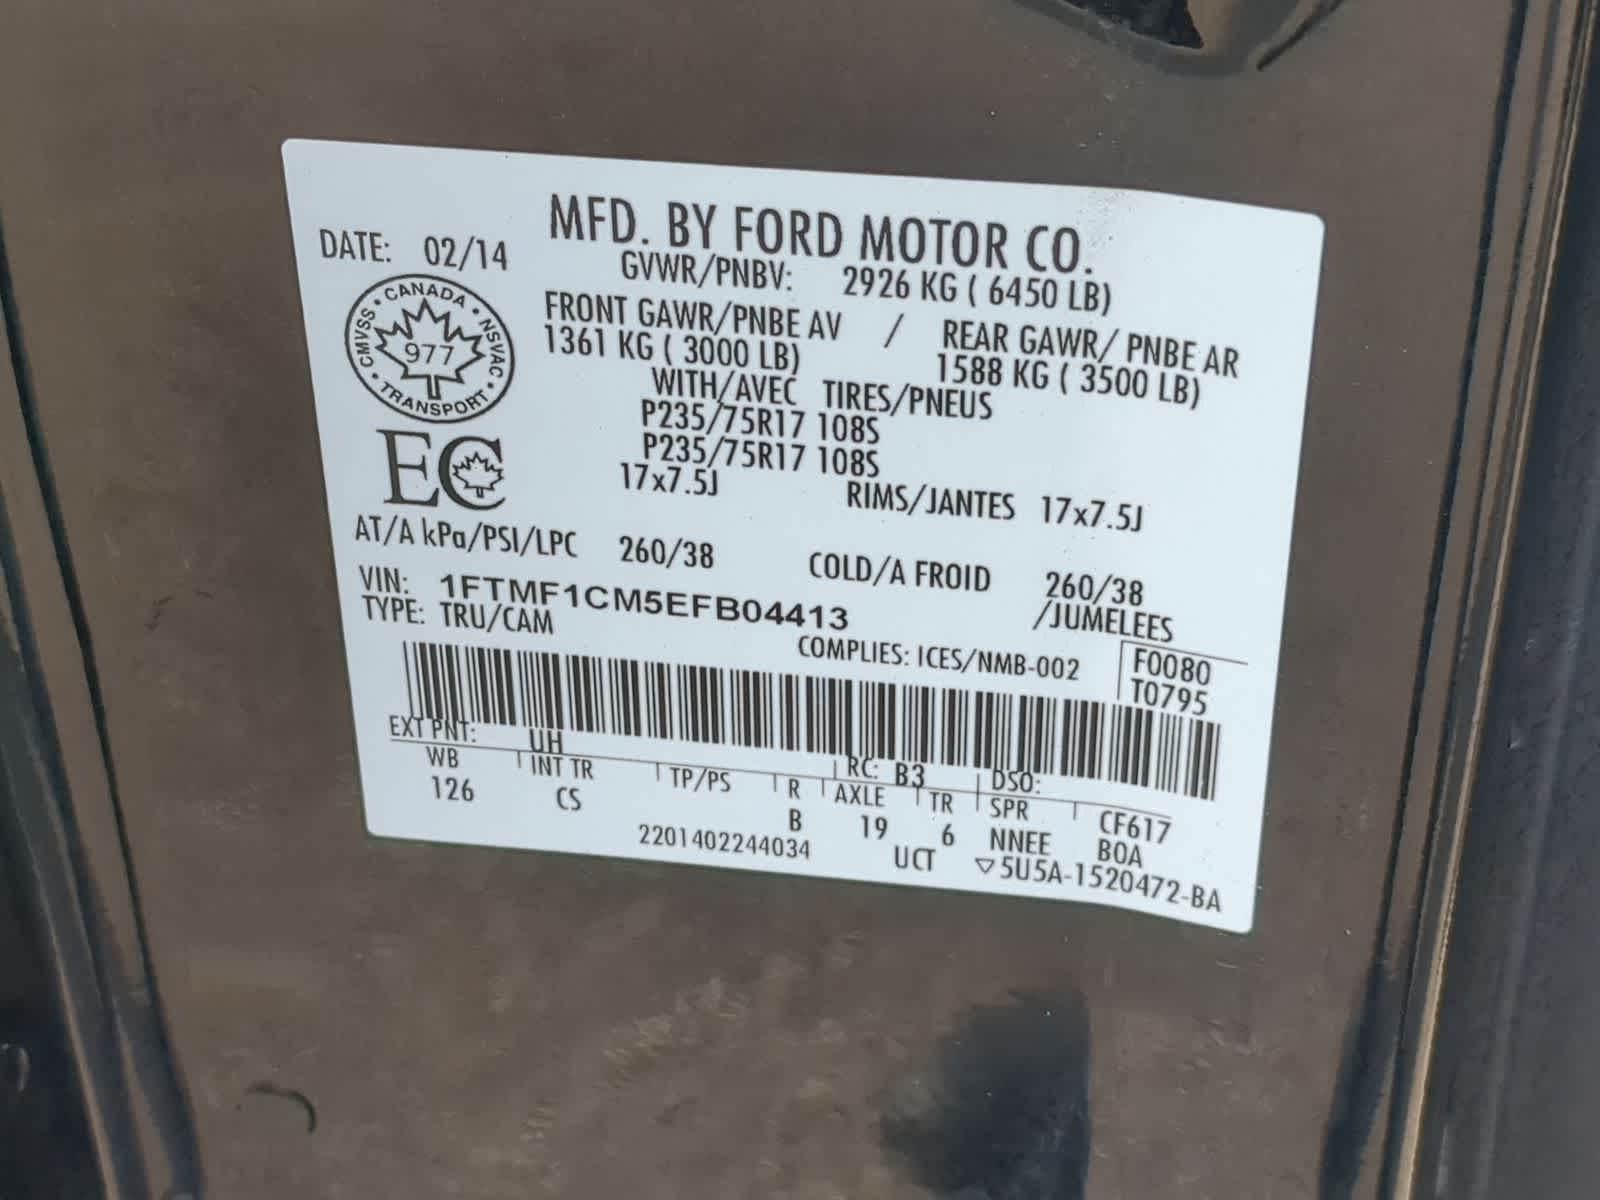 MFD. BY FORD MOTOR CO.
DATE: 02/14
GVWR/PNBV: 2926 KG ( 6450 LB)
FRONT GAWR/PNBE AV / REAR GAWR/ PNBE AR
1361 KG ( 3000 LB) 1588 KG ( 3500 LB)
WITH/AVEC TIRES/PNEUS
P235/75R17 108S
P235/75R17 108S
17x7.5J RIMS/JANTES 17x7.5J
CANADA
CMVSS 977 NSVAC
TRANSPORT
EC
AT/A kPa/PSI/LPC 260/38 COLD/A FROID 260/38
VIN: 1FTMF1CM5EFB04413 /JUMELEES
TYPE: TRU/CAM
COMPLIES: ICES/NMB-002 F0080
T0795
EXT PNT: UH RC: B3 DSO:
WB INT TR TP/PS R AXLE TR SPR CF617
126 CS B 19 6 NNEE BOA
2201402244034 UCT ▽5U5A-1520472-BA